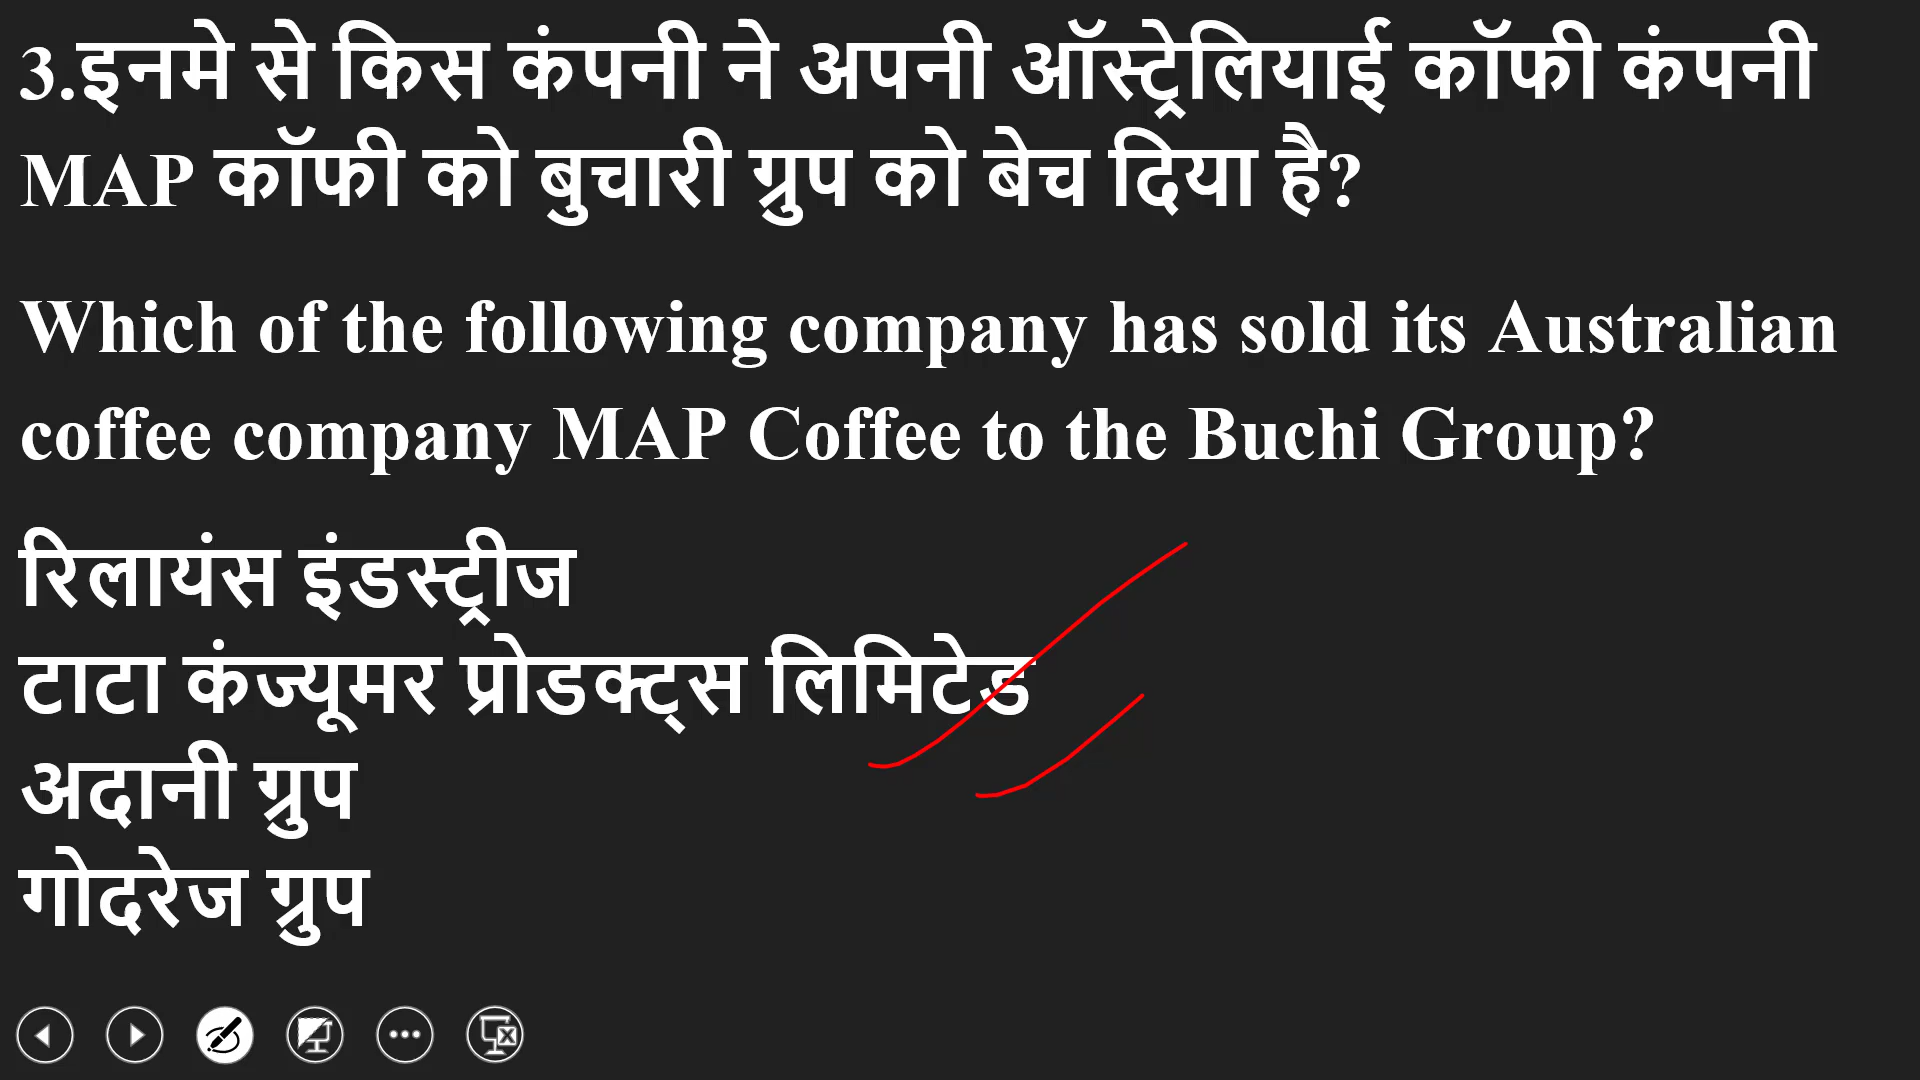 3.इनमे से किस कंपनी ने अपनी ऑस्ट्रेलियाई कॉफी कंपनी
MAP कॉफी को बुचारी ग्रुप को बेच दिया है?
Which of the following company has sold its Australian
coffee company MAP Coffee to the Buchi Group?
रिलायंस इंडस्ट्रीज
टाटा कंज्यूमर प्रोडक्ट्स लिमिटेड
अदानी ग्रुप
गोदरेज ग्रुप